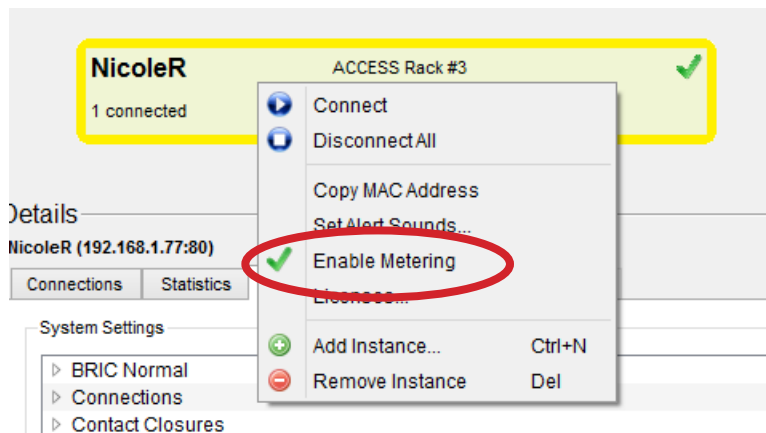 NicoleR ACCESS Rack #3
1 connected
Connect
Disconnect All
Copy MAC Address
Set Alert Sounds...
Enable Metering
Licenses...
Add Instance... Ctrl+N
Remove Instance Del
Details
NicoleR (192.168.1.77:80)
Connections Statistics
System Settings
BRIC Normal
Connections
Contact Closures